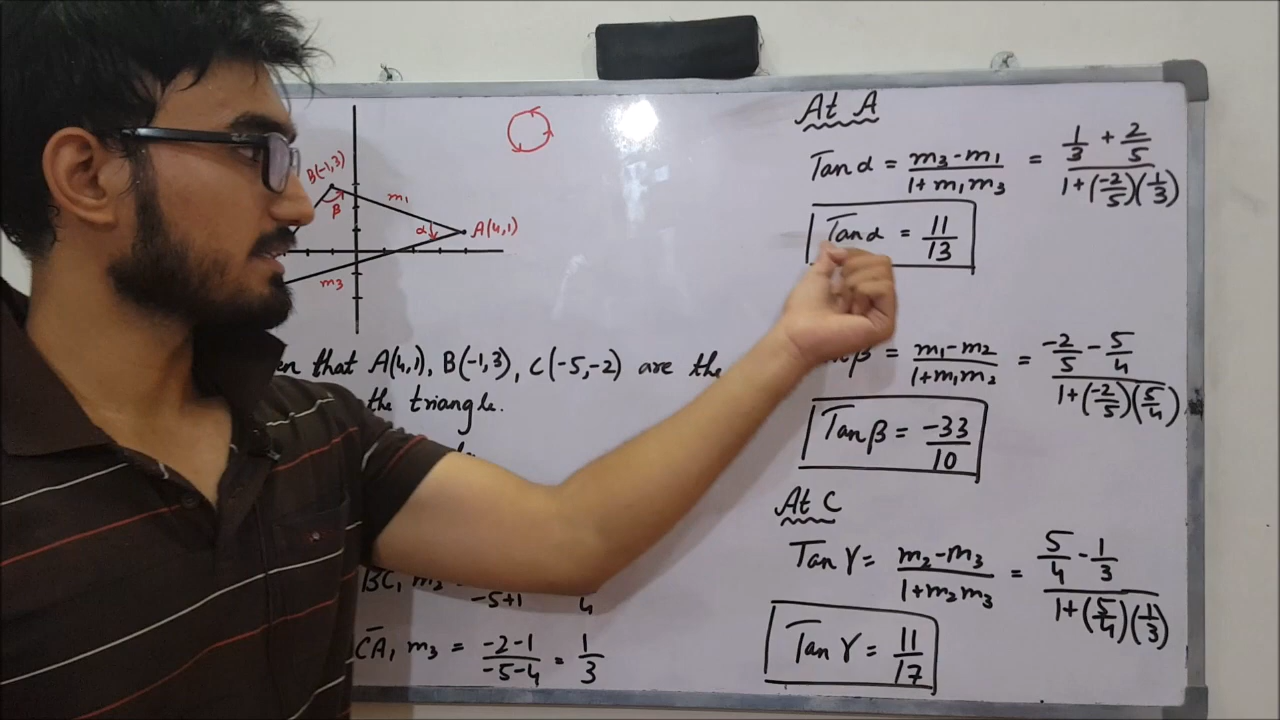 B(-1,3)
β
m₁
α
A(4,1)
m₃
that A(4,1), B(-1,3), C(-5,-2) are the
the triangle.
BC, m₂
-5+1 4
CA, m₃ = -2-1/-5-4 = 1/3
At A
Tan α = m₃-m₁/1+m₁m₃ = 1/3 + 2/5/1+(-2/5)(1/3)
Tan α = 11/13
β = m₁-m₂/1+m₁m₂ = -2/5 - 5/4/1+(-2/5)(5/4)
Tan β = -33/10
At C
Tan γ = m₂-m₃/1+m₂m₃ = 5/4 - 1/3/1+(5/4)(1/3)
Tan γ = 11/17